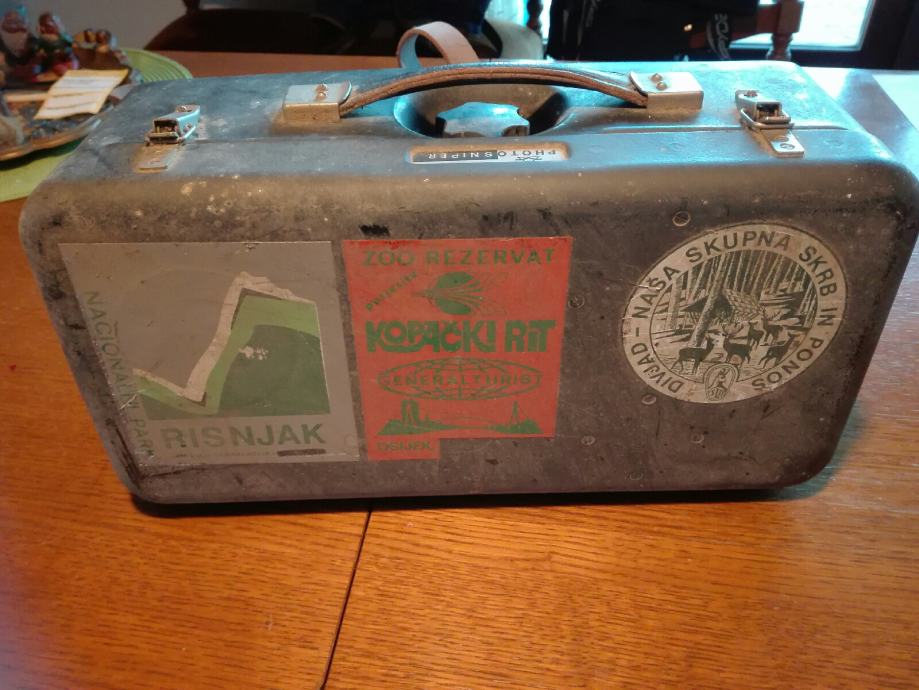 PHOTOSNIPER
NACIONALNI PARK
RISNJAK
ZOO REZERVAT
KOPAČKI RIT
GENERALTURIST
OSIJEK
DIVJAD - NAŠA SKUPNA SKRB IN PONOS